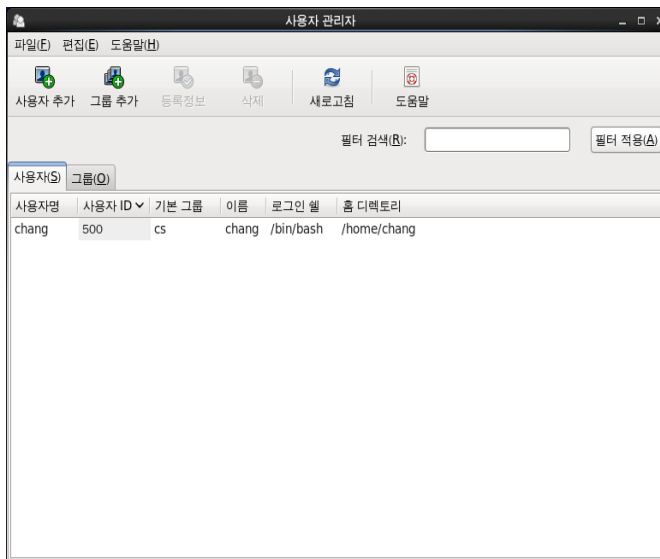 사용자 관리자
파일(F) 편집(E) 도움말(H)
사용자 추가 그룹 추가 등록정보 삭제 새로고침 도움말
필터 검색(R): 필터 적용(A)
사용자(S) 그룹(O)
사용자명 사용자 ID 기본 그룹 이름 로그인 쉘 홈 디렉토리
chang 500 cs chang /bin/bash /home/chang